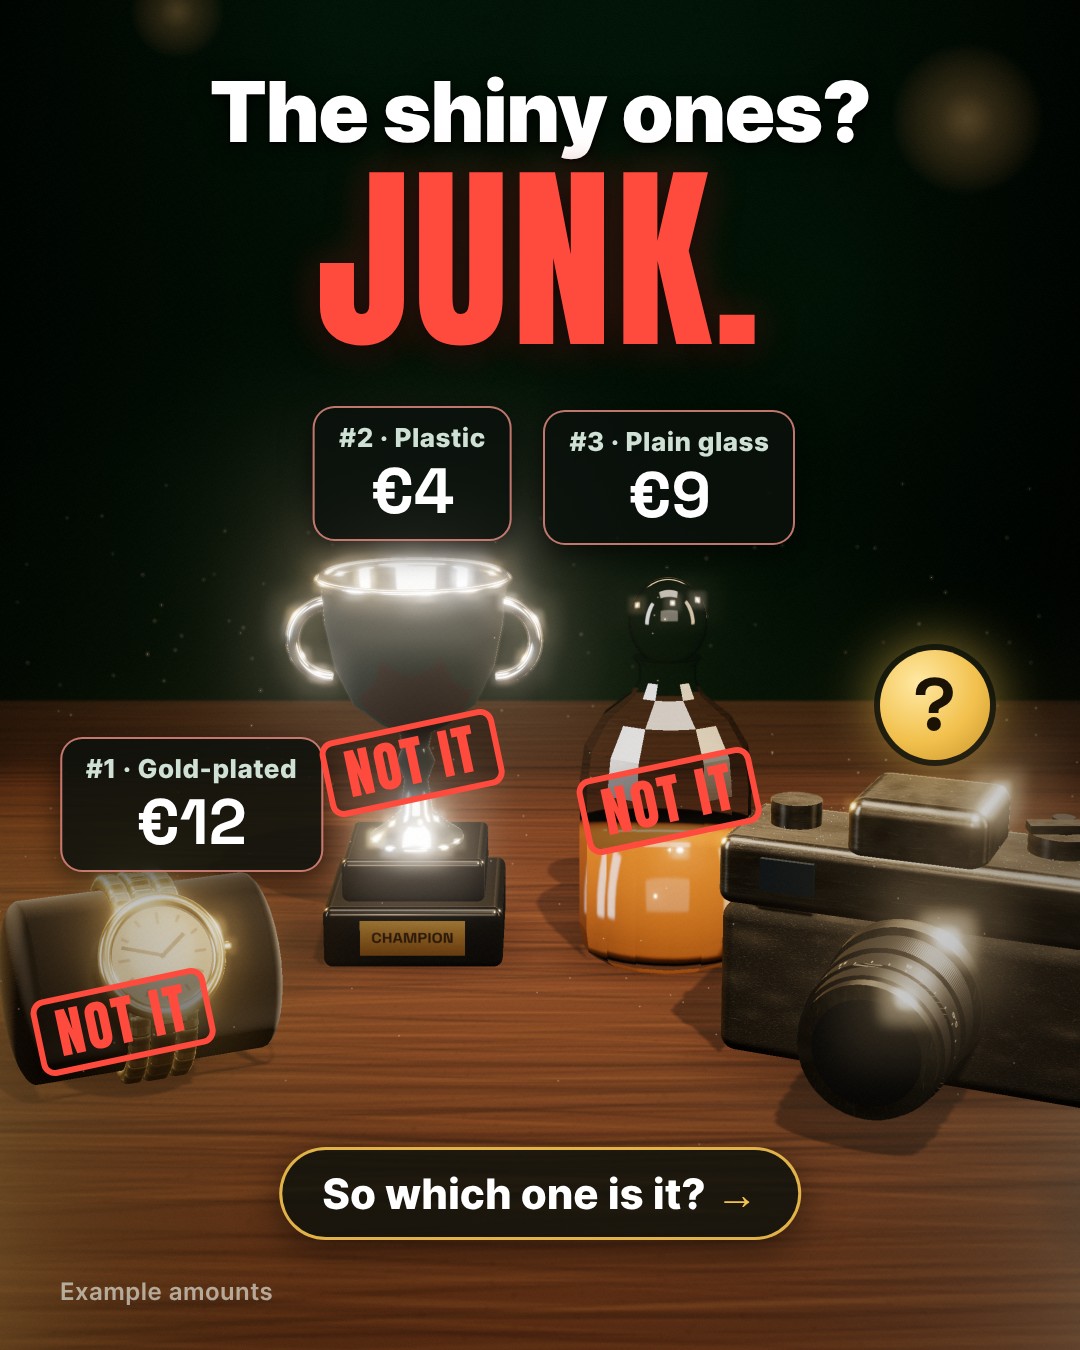 The shiny ones?
JUNK.
#2 · Plastic
€4
#3 · Plain glass
€9
?
#1 · Gold-plated
€12
NOT IT
NOT IT
CHAMPION
NOT IT
So which one is it? →
Example amounts